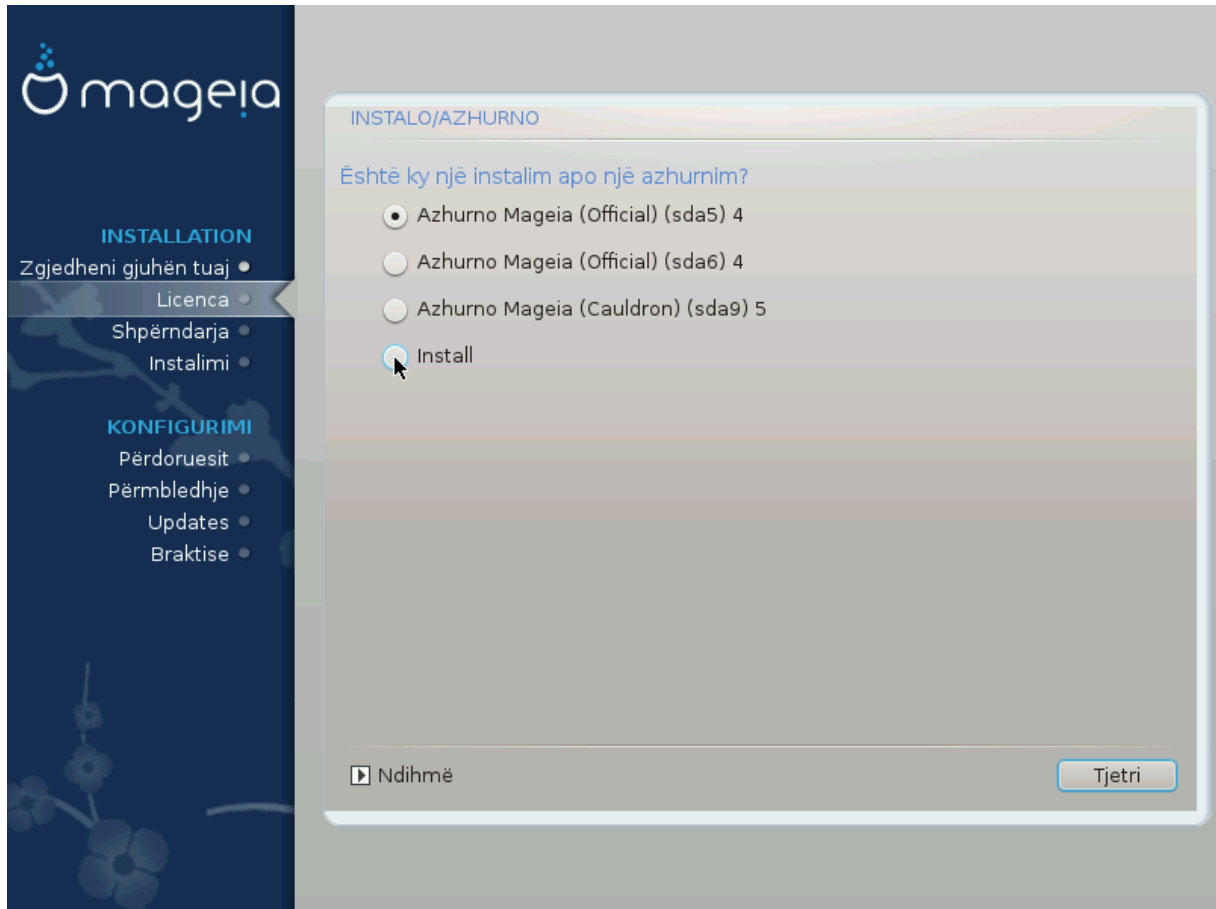 mageia
INSTALLATION
Zgjedheni gjuhën tuaj
Licenca
Shpërndarja
Instalimi
KONFIGURIMI
Përdoruesit
Përmbledhje
Updates
Braktise
INSTALO/AZHURNO
Është ky një instalim apo një azhurnim?
Azhurno Mageia (Official) (sda5) 4
Azhurno Mageia (Official) (sda6) 4
Azhurno Mageia (Cauldron) (sda9) 5
Install
Ndihmë
Tjetri